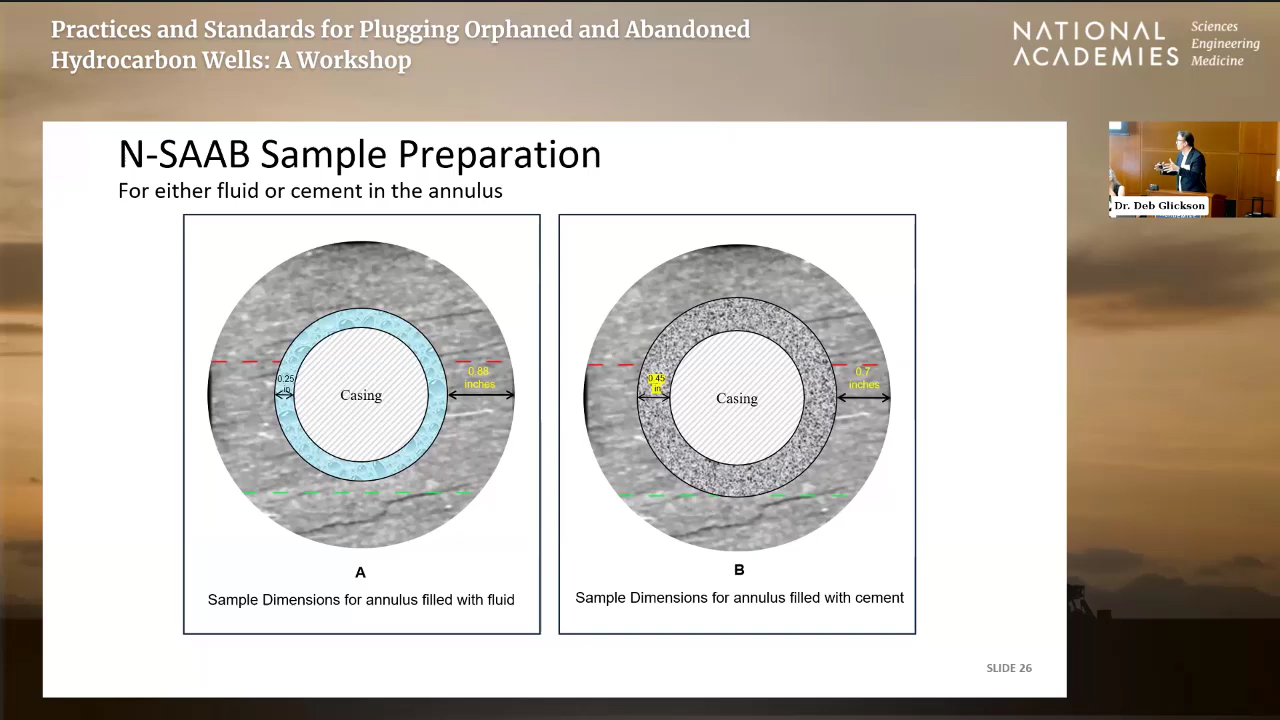 Practices and Standards for Plugging Orphaned and Abandoned
Hydrocarbon Wells: A Workshop
NATIONAL
ACADEMIES
Sciences
Engineering
Medicine
N-SAAB Sample Preparation
For either fluid or cement in the annulus
0.25
in
Casing
0.88
inches
A
Sample Dimensions for annulus filled with fluid
0.45
in
Casing
0.7
inches
B
Sample Dimensions for annulus filled with cement
SLIDE 26
Dr. Deb Glickson